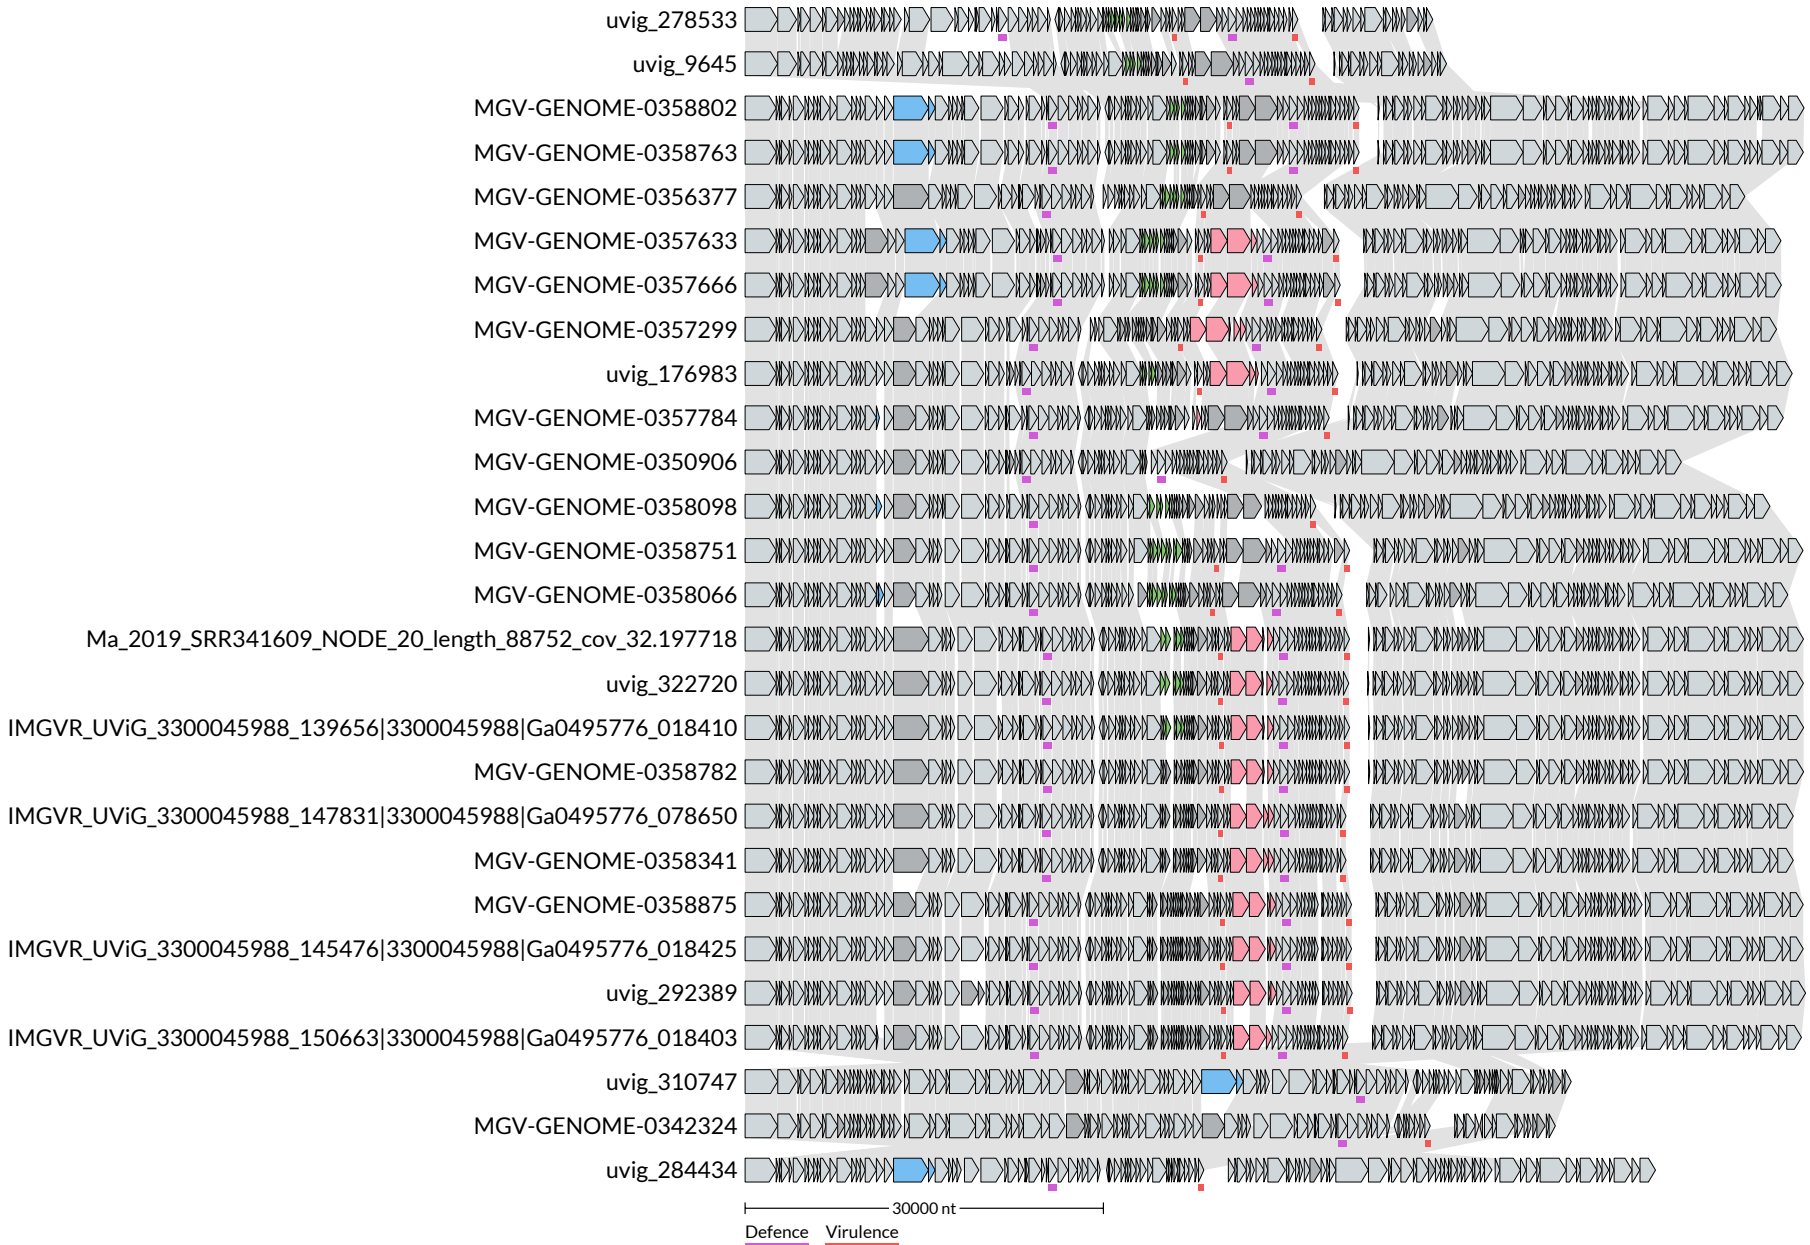 uvig_278533
uvig_9645
MGV-GENOME-0358802
MGV-GENOME-0358763
MGV-GENOME-0356377
MGV-GENOME-0357633
MGV-GENOME-0357666
MGV-GENOME-0357299
uvig_176983
MGV-GENOME-0357784
MGV-GENOME-0350906
MGV-GENOME-0358098
MGV-GENOME-0358751
MGV-GENOME-0358066
Ma_2019_SRR341609_NODE_20_length_88752_cov_32.197718
uvig_322720
IMGVR_UViG_3300045988_139656|3300045988|Ga0495776_018410
MGV-GENOME-0358782
IMGVR_UViG_3300045988_147831|3300045988|Ga0495776_078650
MGV-GENOME-0358341
MGV-GENOME-0358875
IMGVR_UViG_3300045988_145476|3300045988|Ga0495776_018425
uvig_292389
IMGVR_UViG_3300045988_150663|3300045988|Ga0495776_018403
uvig_310747
MGV-GENOME-0342324
uvig_284434
30000 nt
Defence Virulence